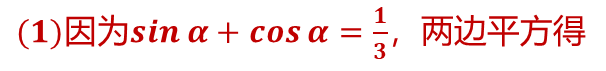 (1)因为sin α + cos α = 1/3, 两边平方得